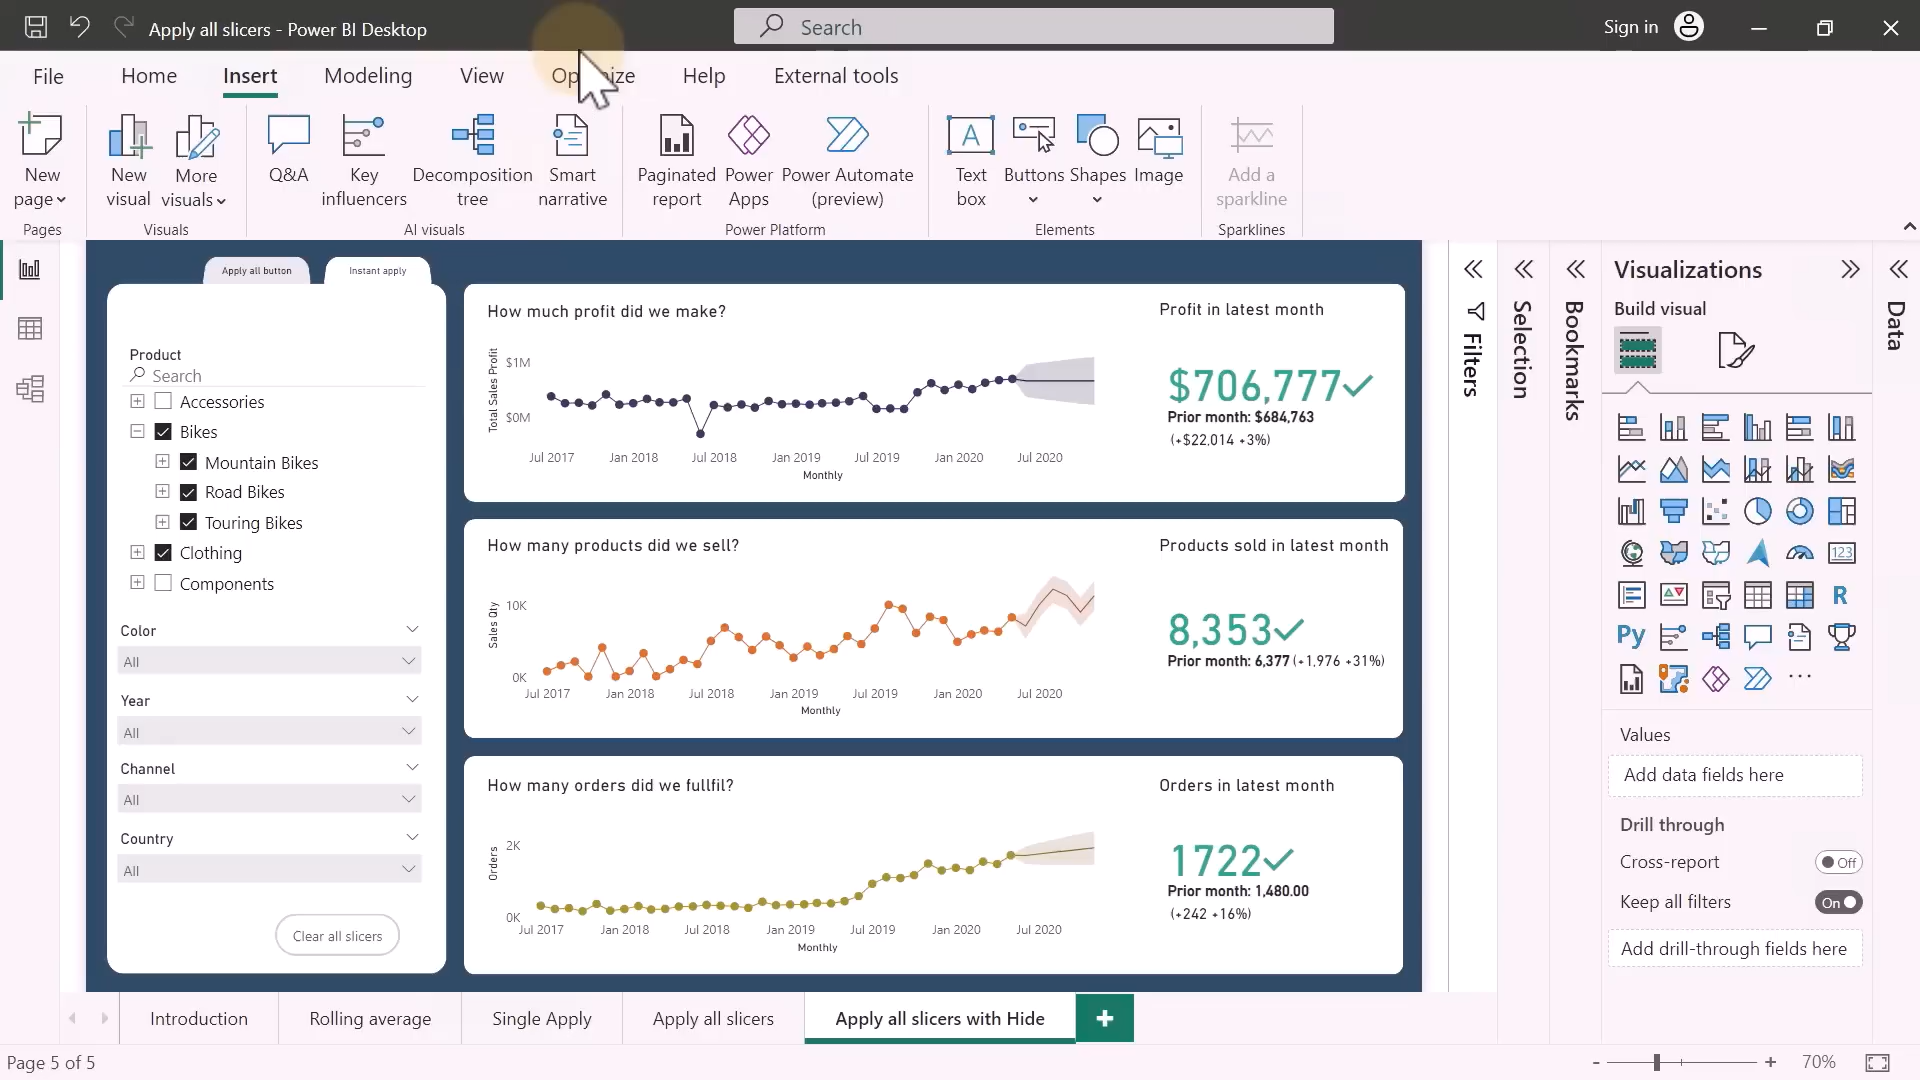 Apply all slicers - Power BI Desktop
Search
Sign in
File Home Insert Modeling View Optimize Help External tools
New page
New visual
More visuals
Q&A
Key influencers
Decomposition tree
Smart narrative
Paginated report
Power Apps
Power Automate (preview)
A
Text box
Buttons
Shapes
Image
Add a sparkline
Pages
Visuals
AI visuals
Power Platform
Elements
Sparklines
Apply all button
Instant apply
Product
Search
Accessories
Bikes
Mountain Bikes
Road Bikes
Touring Bikes
Clothing
Components
Color
All
Year
All
Channel
All
Country
All
Clear all slicers
How much profit did we make?
Total Sales Profit
$1M
$0M
Jul 2017 Jan 2018 Jul 2018 Jan 2019 Jul 2019 Jan 2020 Jul 2020
Monthly
Profit in latest month
$706,777
Prior month: $684,763
(+$22,014 +3%)
How many products did we sell?
Sales Qty
10K
0K
Jul 2017 Jan 2018 Jul 2018 Jan 2019 Jul 2019 Jan 2020 Jul 2020
Monthly
Products sold in latest month
8,353
Prior month: 6,377 (+1,976 +31%)
How many orders did we fullfil?
Orders
2K
0K
Jul 2017 Jan 2018 Jul 2018 Jan 2019 Jul 2019 Jan 2020 Jul 2020
Monthly
Orders in latest month
1722
Prior month: 1,480.00
(+242 +16%)
Filters
Selection
Bookmarks
Visualizations
Build visual
123
R
Py
Values
Add data fields here
Drill through
Cross-report
Off
Keep all filters
On
Add drill-through fields here
Data
Introduction
Rolling average
Single Apply
Apply all slicers
Apply all slicers with Hide
Page 5 of 5
- + 70%